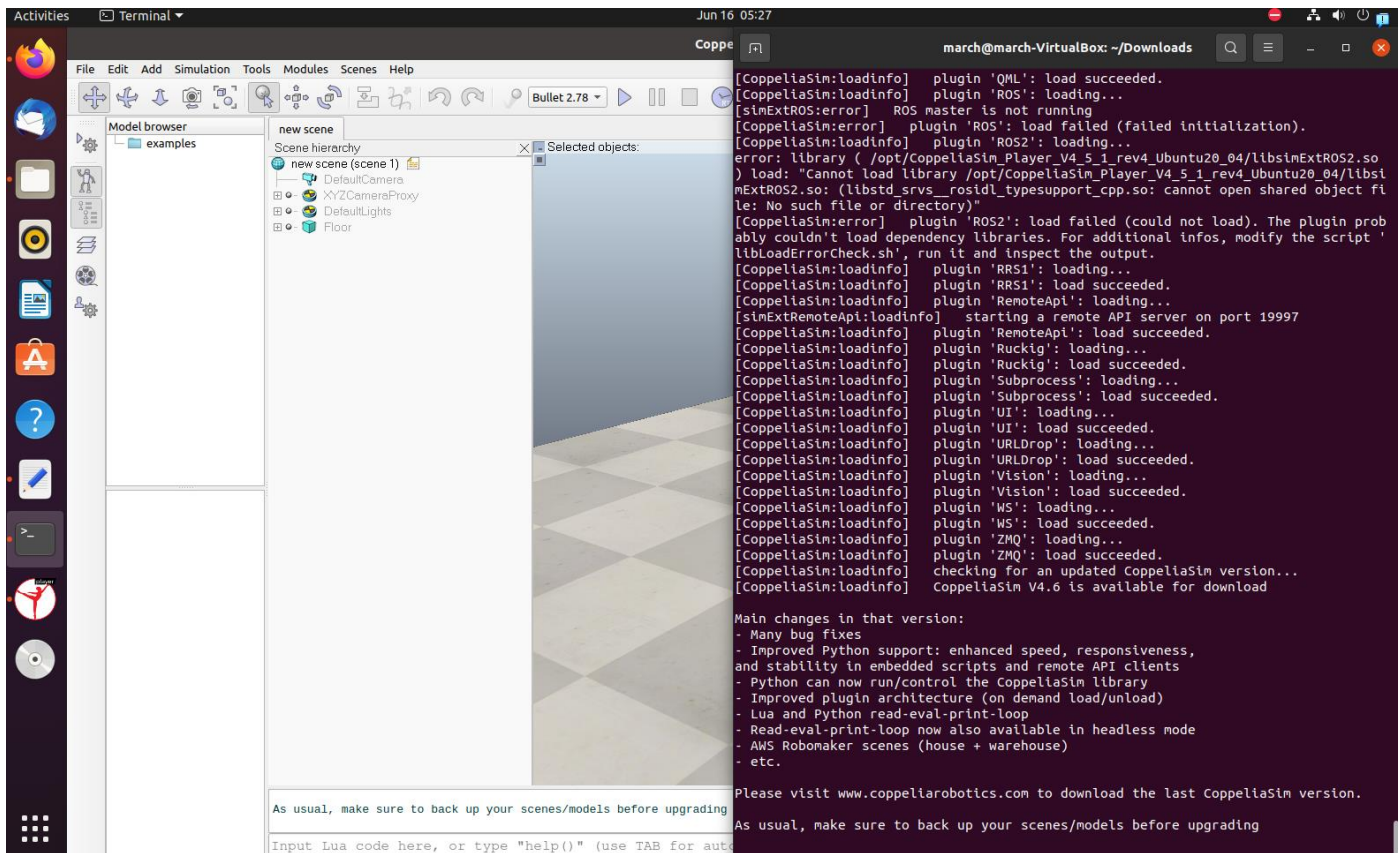 Activities
Terminal
Jun 16 05:27
Coppe
File Edit Add Simulation Tools Modules Scenes Help
Bullet 2.78
Model browser
examples
new scene
Scene hierarchy
new scene (scene 1)
DefaultCamera
XYZCameraProxy
DefaultLights
Floor
Selected objects:
As usual, make sure to back up your scenes/models before upgrading
Input Lua code here, or type "help()" (use TAB for auto
player
march@march-VirtualBox: ~/Downloads
[CoppeliaSim:loadinfo] plugin 'QML': load succeeded.
[CoppeliaSim:loadinfo] plugin 'ROS': loading...
[simExtROS:error] ROS master is not running
[CoppeliaSim:error] plugin 'ROS': load failed (failed initialization).
[CoppeliaSim:loadinfo] plugin 'ROS2': loading...
error: library ( /opt/CoppeliaSim_Player_V4_5_1_rev4_Ubuntu20_04/libsimExtROS2.so
) load: "Cannot load library /opt/CoppeliaSim_Player_V4_5_1_rev4_Ubuntu20_04/libsi
mExtROS2.so: (libstd_srvs__rosidl_typesupport_cpp.so: cannot open shared object fi
le: No such file or directory)"
[CoppeliaSim:error] plugin 'ROS2': load failed (could not load). The plugin prob
ably couldn't load dependency libraries. For additional infos, modify the script '
libLoadErrorCheck.sh', run it and inspect the output.
[CoppeliaSim:loadinfo] plugin 'RRS1': loading...
[CoppeliaSim:loadinfo] plugin 'RRS1': load succeeded.
[CoppeliaSim:loadinfo] plugin 'RemoteApi': loading...
[simExtRemoteApi:loadinfo] starting a remote API server on port 19997
[CoppeliaSim:loadinfo] plugin 'RemoteApi': load succeeded.
[CoppeliaSim:loadinfo] plugin 'Ruckig': loading...
[CoppeliaSim:loadinfo] plugin 'Ruckig': load succeeded.
[CoppeliaSim:loadinfo] plugin 'Subprocess': loading...
[CoppeliaSim:loadinfo] plugin 'Subprocess': load succeeded.
[CoppeliaSim:loadinfo] plugin 'UI': loading...
[CoppeliaSim:loadinfo] plugin 'UI': load succeeded.
[CoppeliaSim:loadinfo] plugin 'URLDrop': loading...
[CoppeliaSim:loadinfo] plugin 'URLDrop': load succeeded.
[CoppeliaSim:loadinfo] plugin 'Vision': loading...
[CoppeliaSim:loadinfo] plugin 'Vision': load succeeded.
[CoppeliaSim:loadinfo] plugin 'WS': loading...
[CoppeliaSim:loadinfo] plugin 'WS': load succeeded.
[CoppeliaSim:loadinfo] plugin 'ZMQ': loading...
[CoppeliaSim:loadinfo] plugin 'ZMQ': load succeeded.
[CoppeliaSim:loadinfo] checking for an updated CoppeliaSim version...
[CoppeliaSim:loadinfo] CoppeliaSim V4.6 is available for download
Main changes in that version:
- Many bug fixes
- Improved Python support: enhanced speed, responsiveness,
and stability in embedded scripts and remote API clients
- Python can now run/control the CoppeliaSim library
- Improved plugin architecture (on demand load/unload)
- Lua and Python read-eval-print-loop
- Read-eval-print-loop now also available in headless mode
- AWS Robomaker scenes (house + warehouse)
- etc.
Please visit www.coppeliarobotics.com to download the last CoppeliaSim version.
As usual, make sure to back up your scenes/models before upgrading